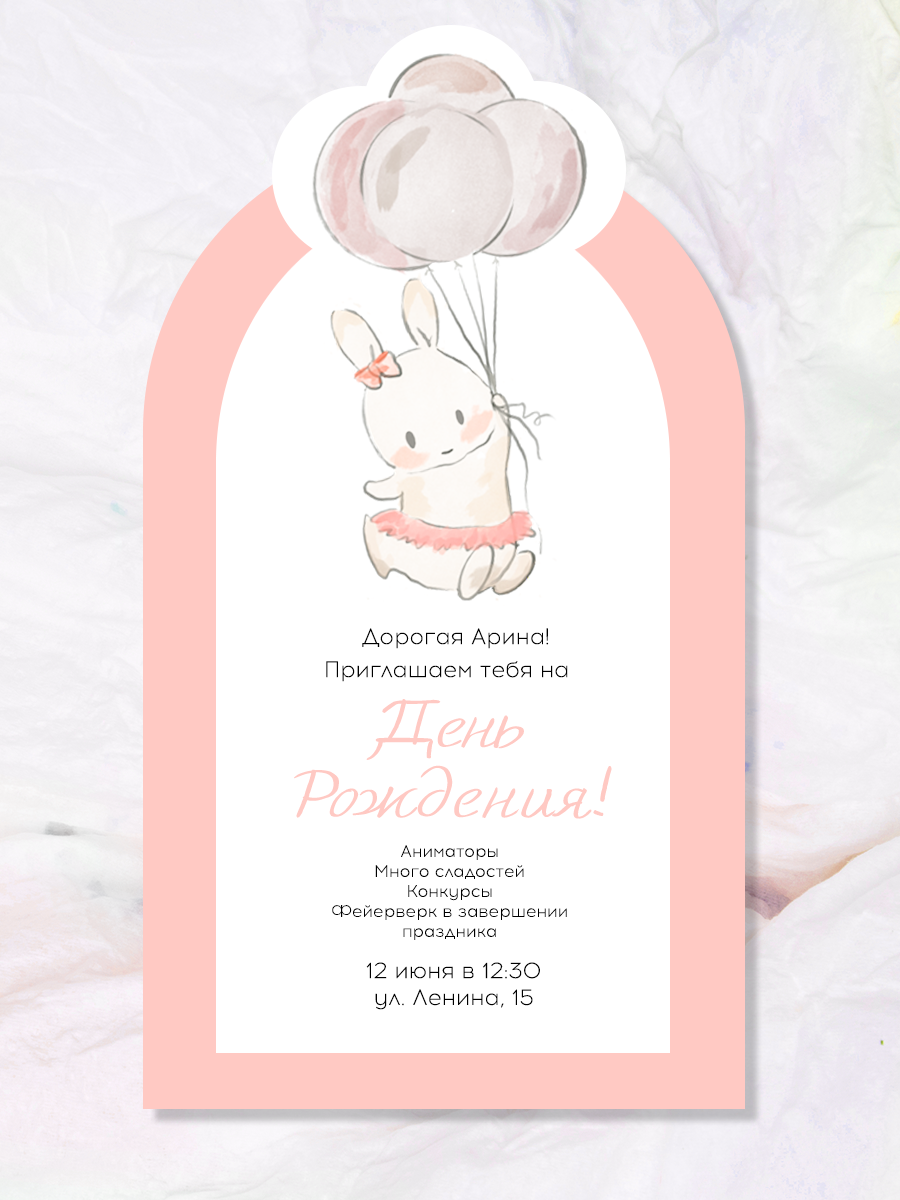 Дорогая Арина!
Приглашаем тебя на
День
Рождения!
Аниматоры
Много сладостей
Конкурсы
Фейерверк в завершении
праздника
12 июня в 12:30
ул. Ленина, 15